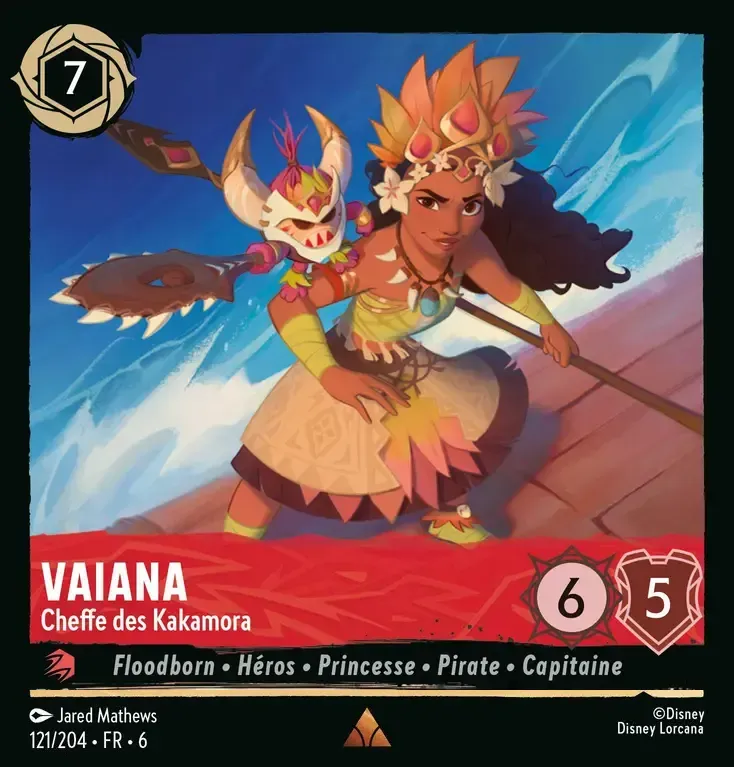 7
VAIANA
Cheffe des Kakamora
6
5
Floodborn • Héros • Princesse • Pirate • Capitaine
Jared Mathews
121/204 • FR • 6
©Disney
Disney Lorcana